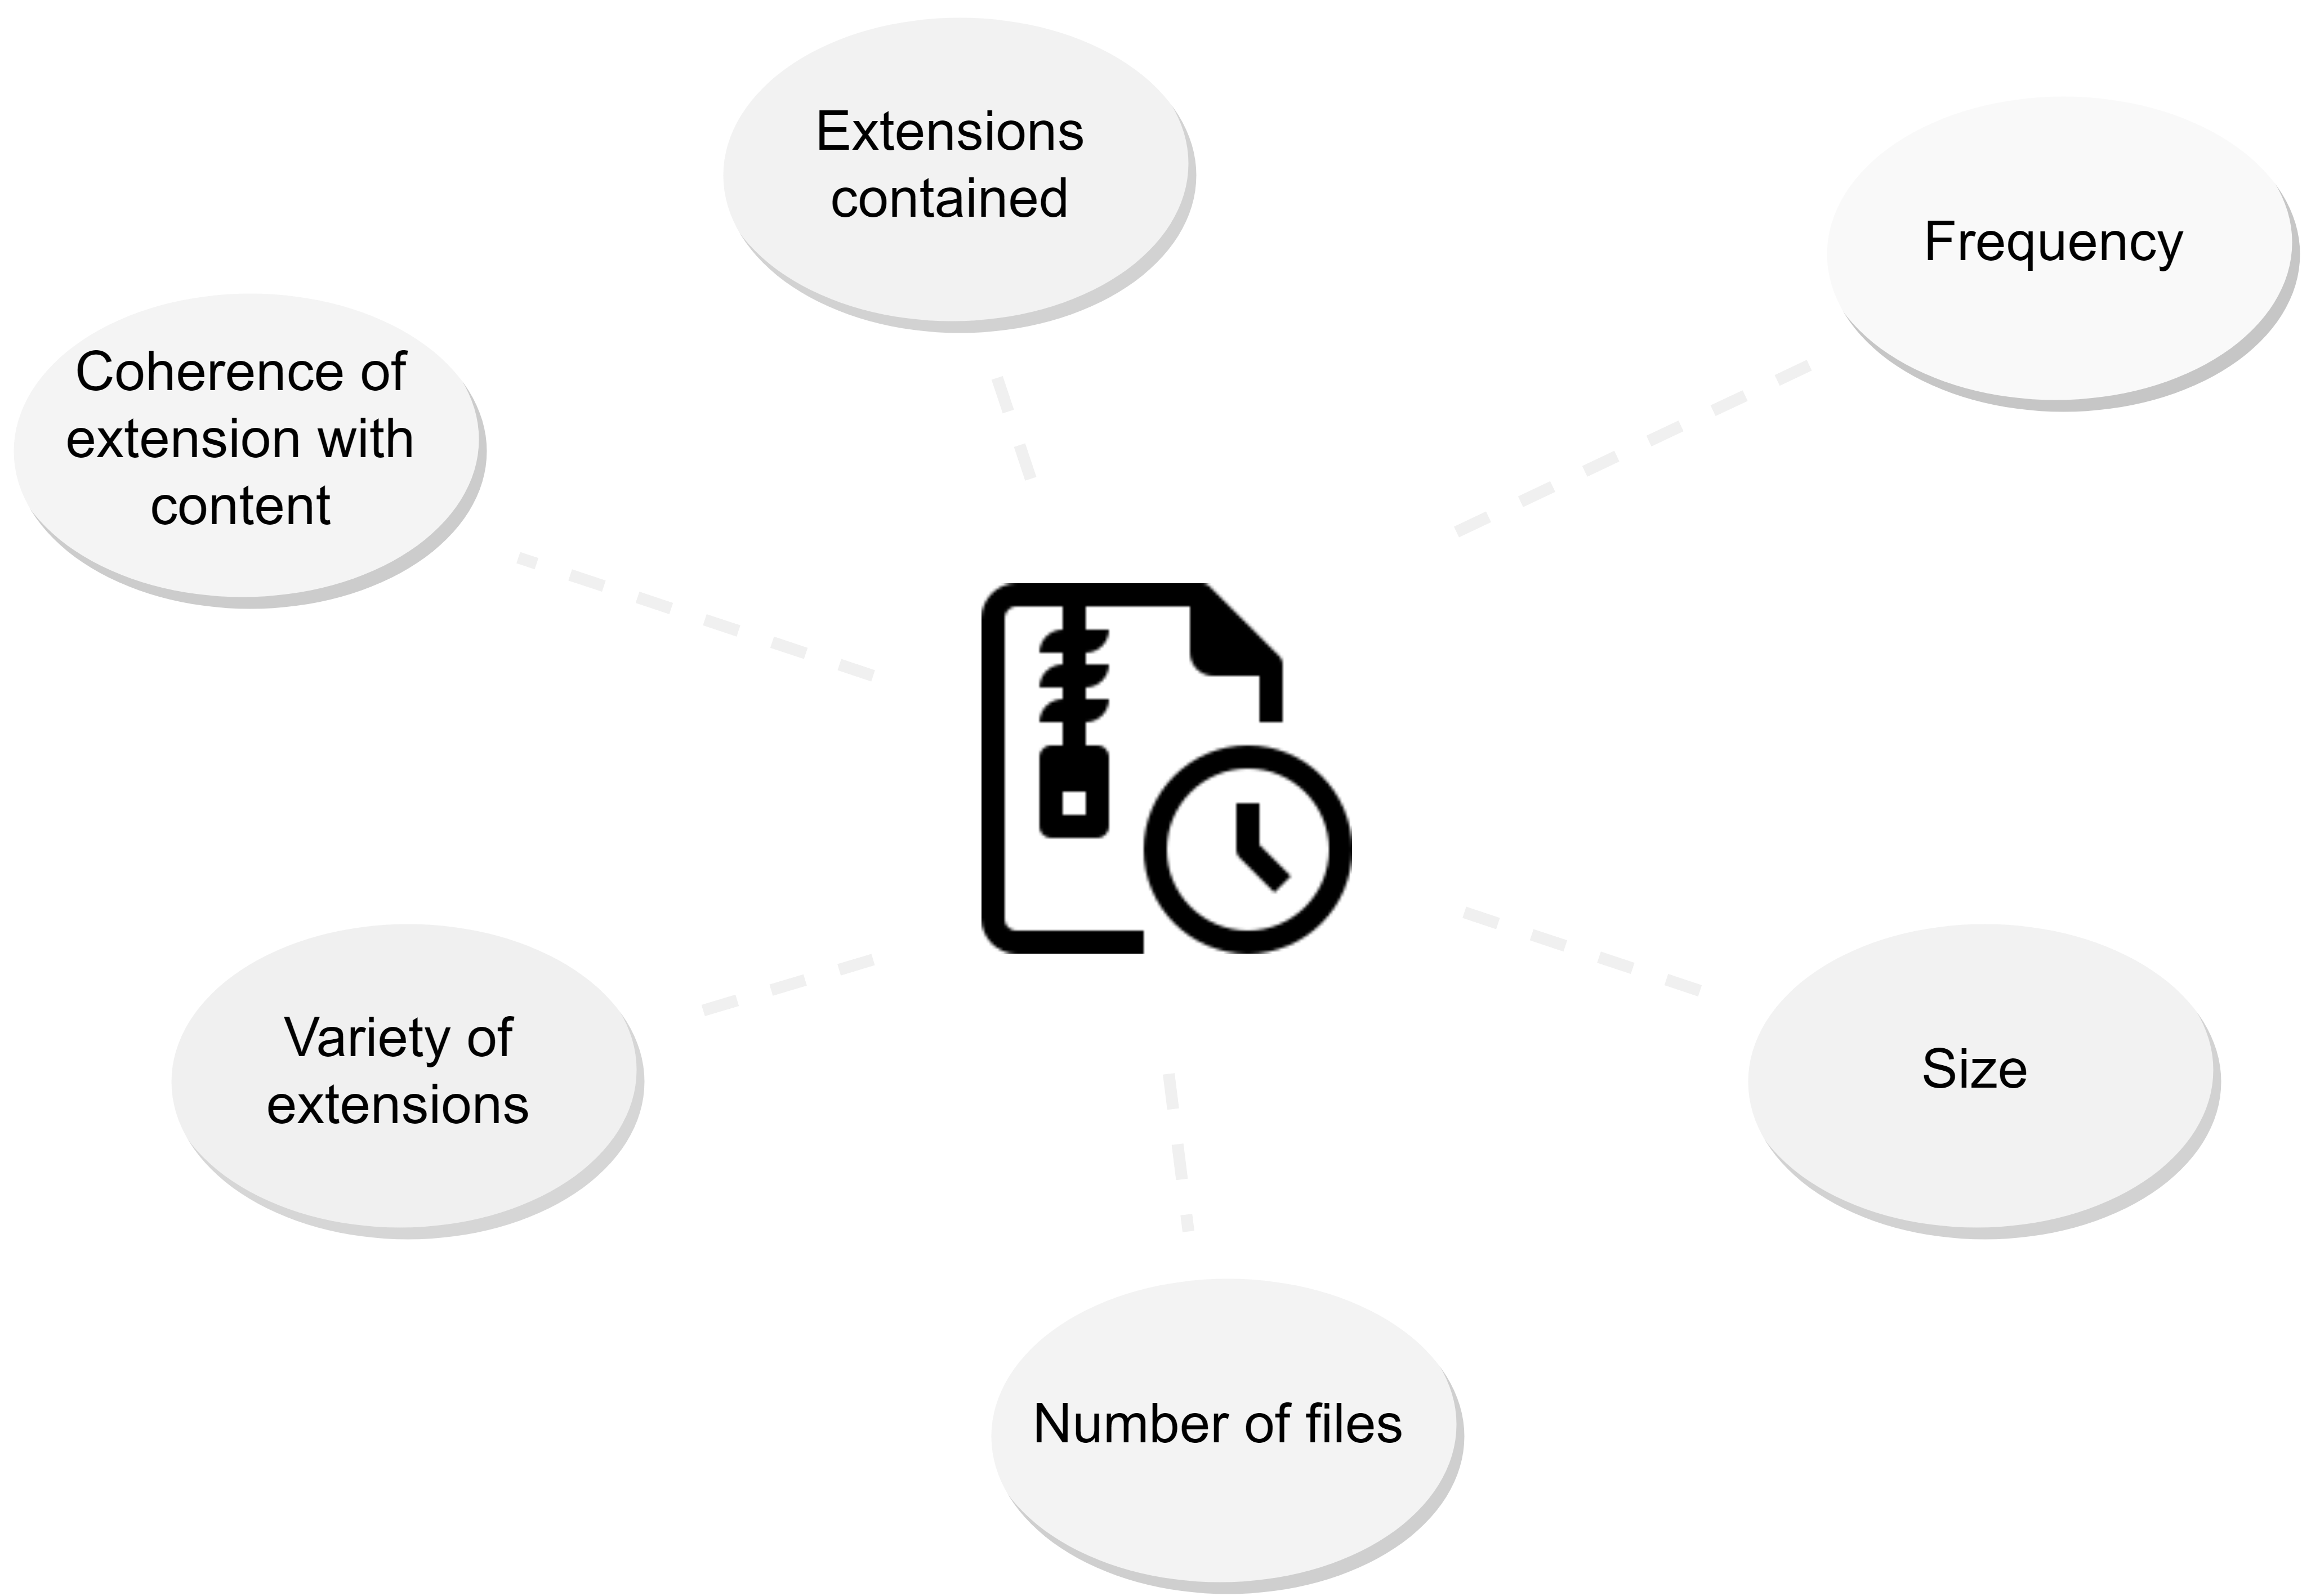 Extensions
contained
Frequency
Coherence of
extension with
content
Variety of
extensions
Size
Number of files